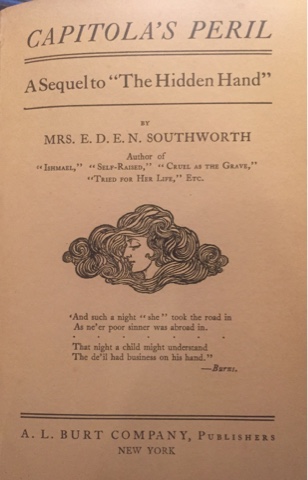 CAPITOLA'S PERIL
A Sequel to "The Hidden Hand"
BY
MRS. E. D. E. N. SOUTHWORTH
Author of
"Ishmael," "Self-Raised," "Cruel as the Grave,"
"Tried for Her Life," Etc.
'And such a night "she" took the road in
As ne'er poor sinner was abroad in.
. . . . . . .
That night a child might understand
The de'il had business on his hand."
—Burns.
A. L. BURT COMPANY, Publishers
NEW YORK